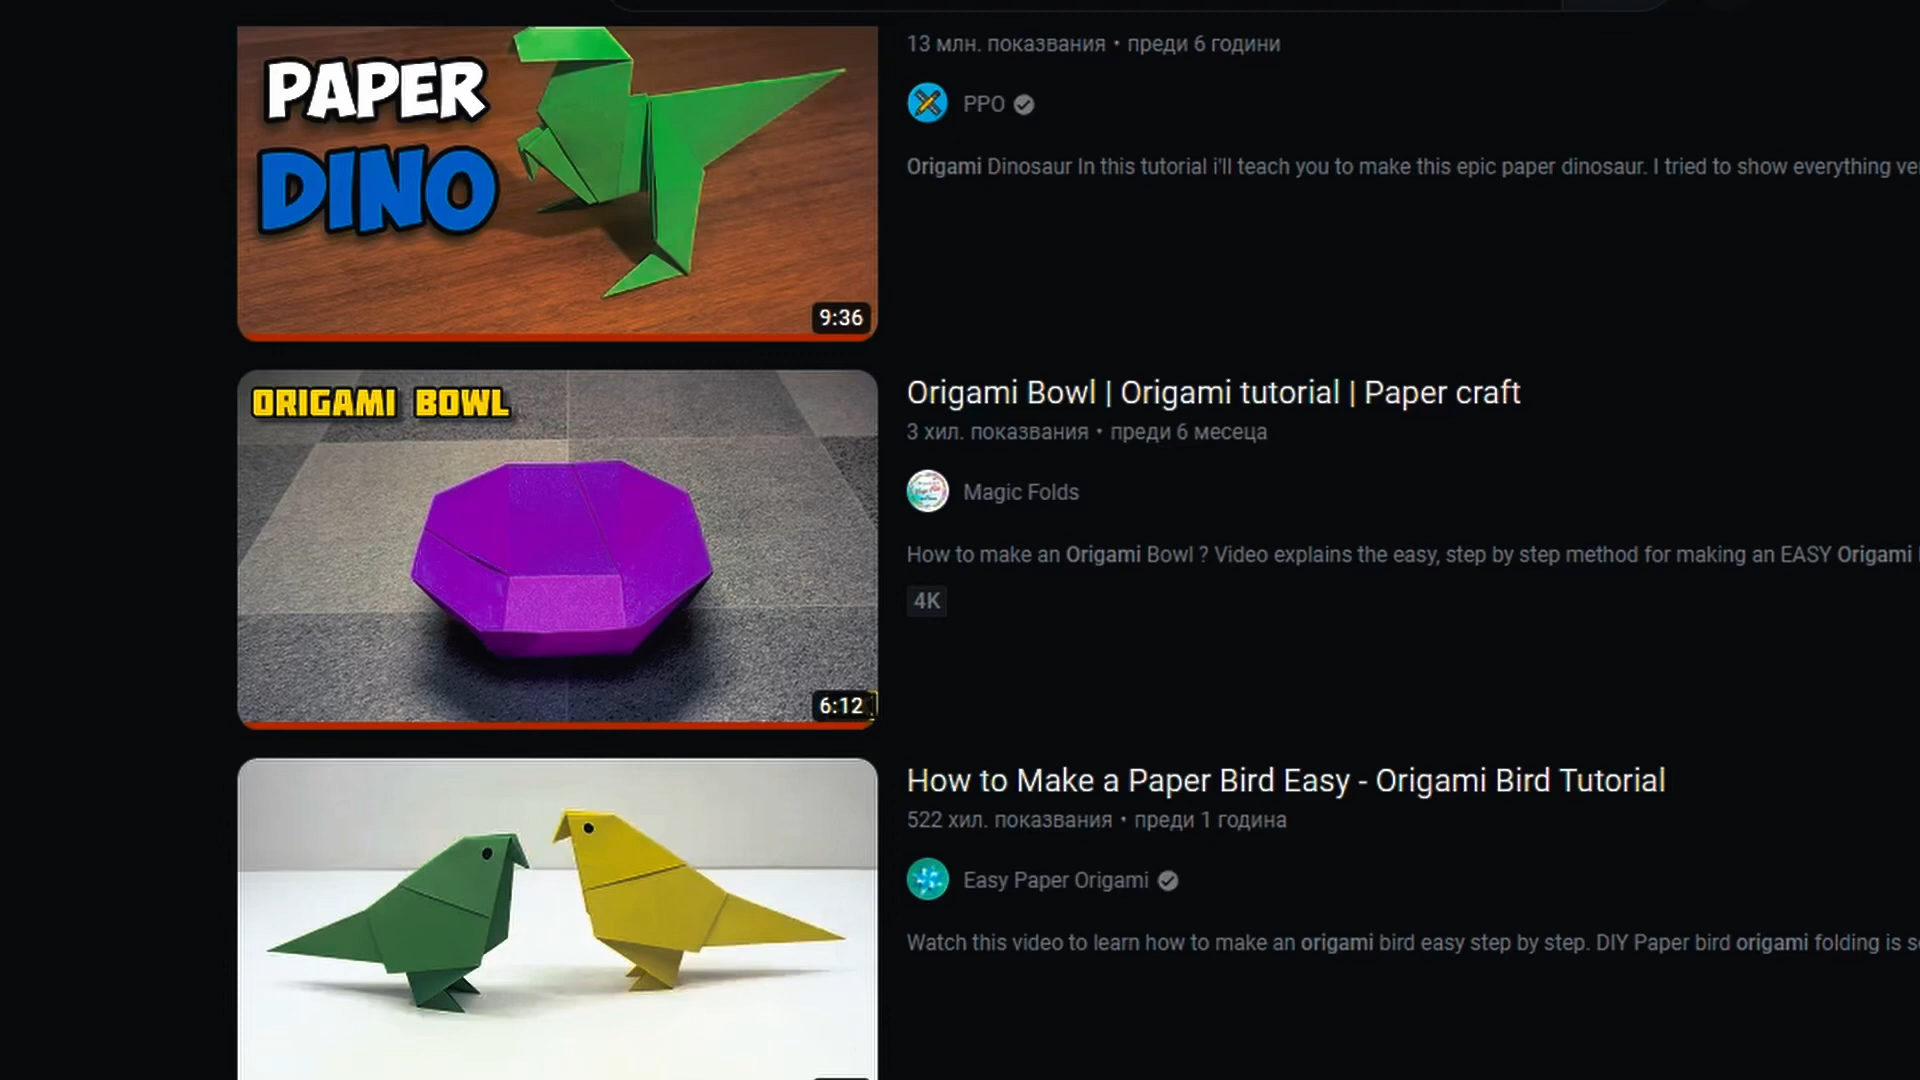 PAPER
DINO
9:36
13 млн. показвания • преди 6 години
PPO
Origami Dinosaur In this tutorial i'll teach you to make this epic paper dinosaur. I tried to show everything
ORIGAMI BOWL
6:12
Origami Bowl | Origami tutorial | Paper craft
3 хил. показвания • преди 6 месеца
Magic Folds
How to make an Origami Bowl ? Video explains the easy, step by step method for making an EASY Origami
4K
How to Make a Paper Bird Easy - Origami Bird Tutorial
522 хил. показвания • преди 1 година
Easy Paper Origami
Watch this video to learn how to make an origami bird easy step by step. DIY Paper bird origami folding is